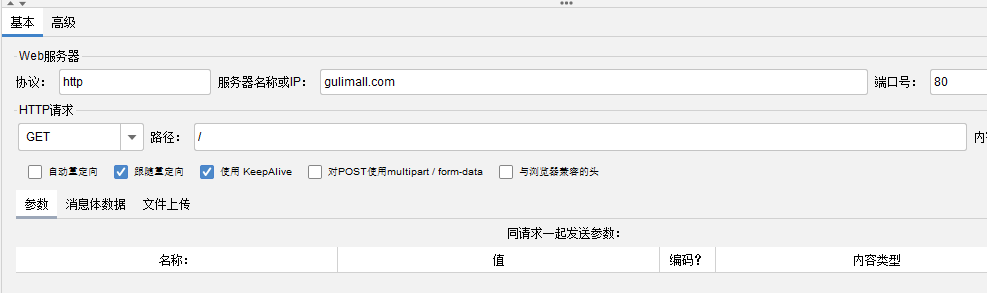 基本 高级
Web服务器
协议： http 服务器名称或IP： gulimall.com 端口号： 80
HTTP请求
GET 路径： / 内
自动重定向 跟随重定向 使用 KeepAlive 对POST使用multipart / form-data 与浏览器兼容的头
参数 消息体数据 文件上传
同请求一起发送参数：
名称： 值 编码？ 内容类型